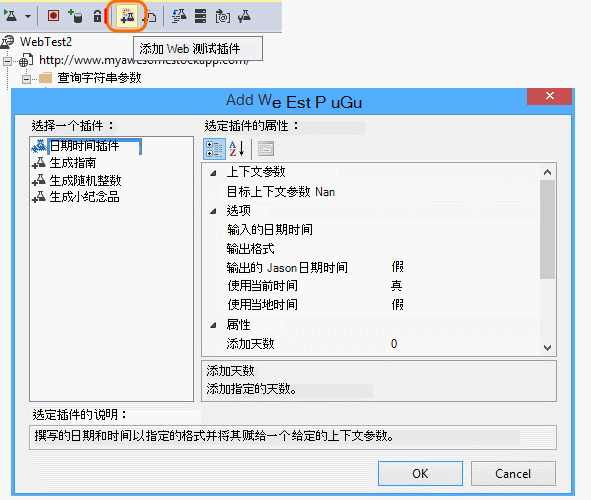 添加 Web 测试插件
WebTest2
http://www.myawesomestockapp.com/
查询字符串参数
Add We Est P uGu
选择一个插件：
选定插件的属性：
日期时间插件
生成指南
生成随机整数
生成小纪念品
上下文参数
目标上下文参数 Nan
选项
输入的日期时间
输出格式
输出的 Jason日期时间 假
使用当前时间 真
使用当地时间 假
属性
添加天数 0
添加天数
添加指定的天数。
选定插件的说明：
撰写的日期和时间以指定的格式并将其赋给一个给定的上下文参数。
OK Cancel